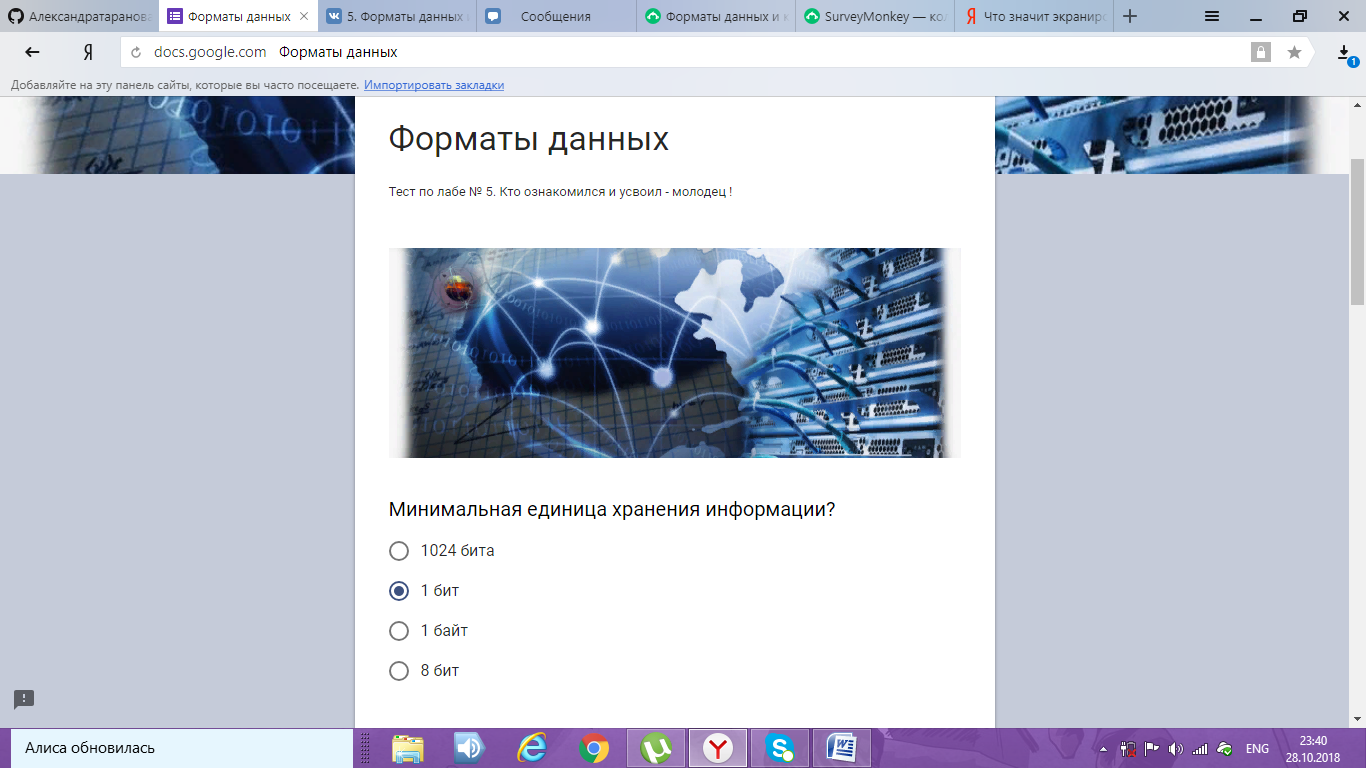 Александратаранова
Форматы данных
5. Форматы данных
Сообщения
Форматы данных и к
SurveyMonkey — кол
Что значит экраниро
Я
docs.google.com Форматы данных
1
Добавляйте на эту панель сайты, которые вы часто посещаете. Импортировать закладки
Форматы данных
Тест по лабе № 5. Кто ознакомился и усвоил - молодец !
Минимальная единица хранения информации?
1024 бита
1 бит
1 байт
8 бит
Алиса обновилась
ENG
23:40
28.10.2018